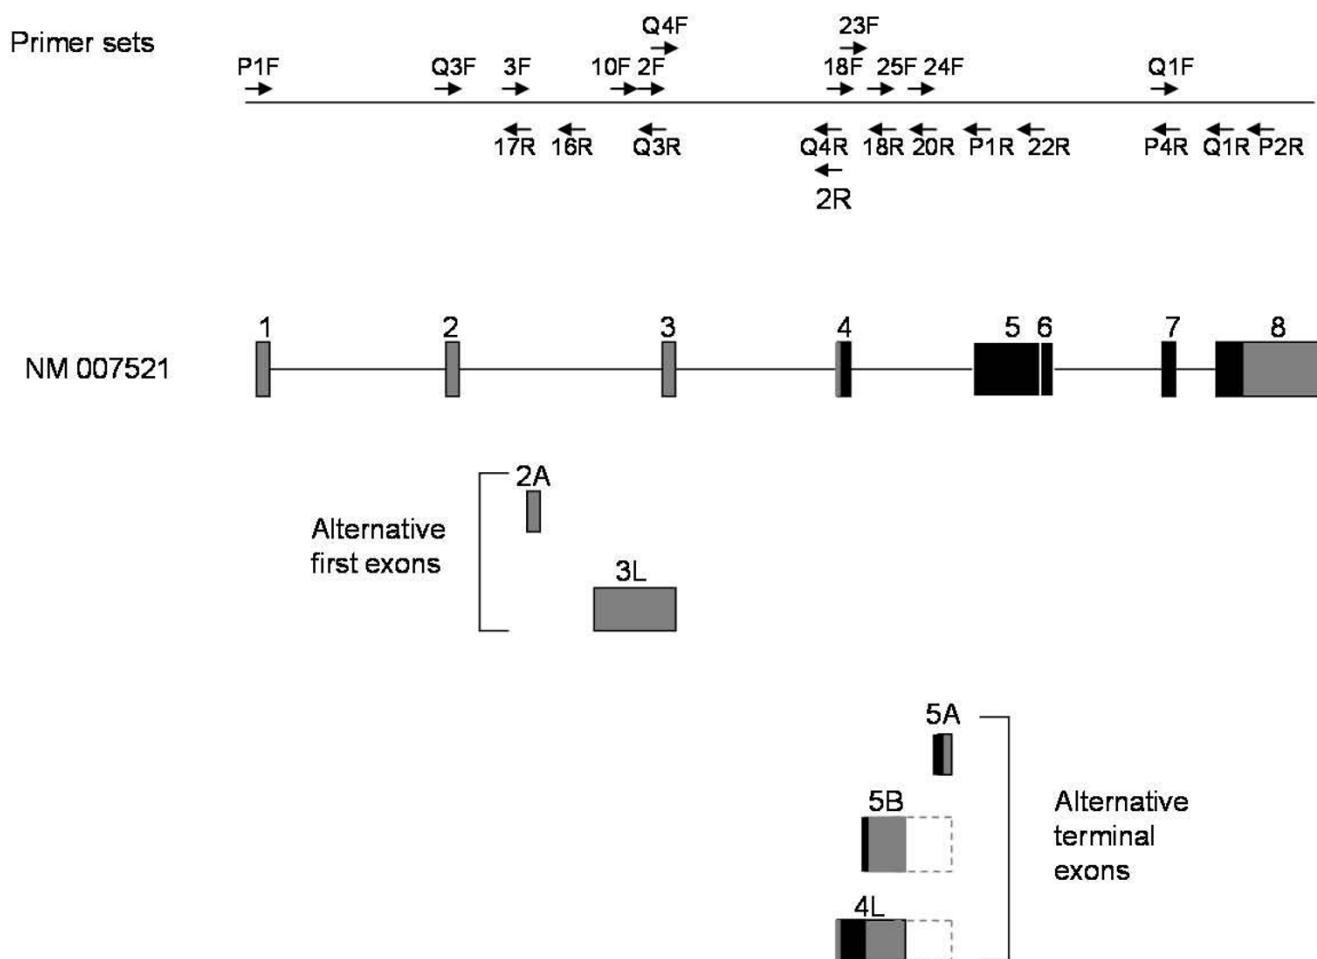 Primer sets
Q4F 23F
P1F Q3F 3F 10F 2F 18F 25F 24F Q1F
17R 16R Q3R Q4R 18R 20R P1R 22R P4R Q1R P2R
2R
1 2 3 4 5 6 7 8
NM 007521
2A
Alternative
first exons
3L
5A
5B
Alternative
terminal
exons
4L